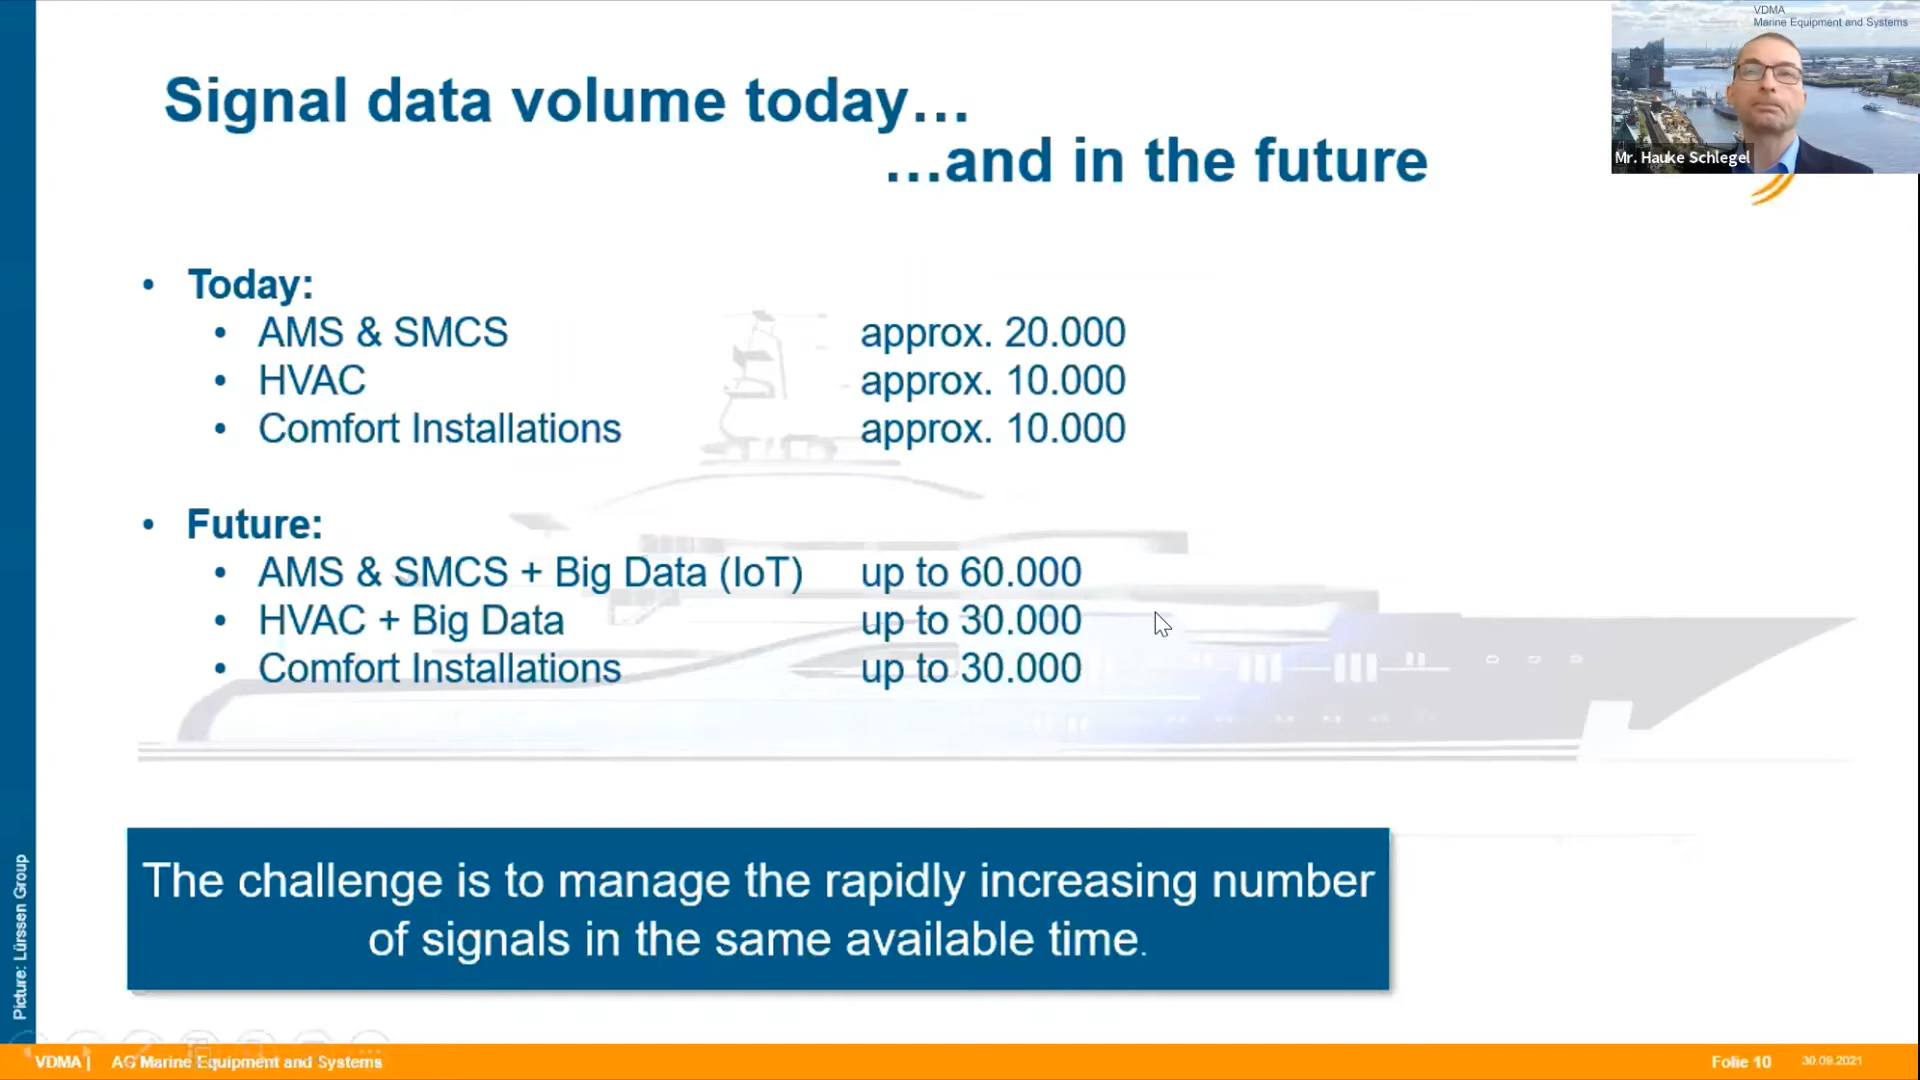 VDMA
Marine Equipment and Systems
Mr. Hauke Schlegel
Signal data volume today…
…and in the future
• Today:
• AMS & SMCS approx. 20.000
• HVAC approx. 10.000
• Comfort Installations approx. 10.000
• Future:
• AMS & SMCS + Big Data (IoT) up to 60.000
• HVAC + Big Data up to 30.000
• Comfort Installations up to 30.000
The challenge is to manage the rapidly increasing number
of signals in the same available time.
Picture: Lürssen Group
VDMA | AG Marine Equipment and Systems
Folie 10 30.09.2021